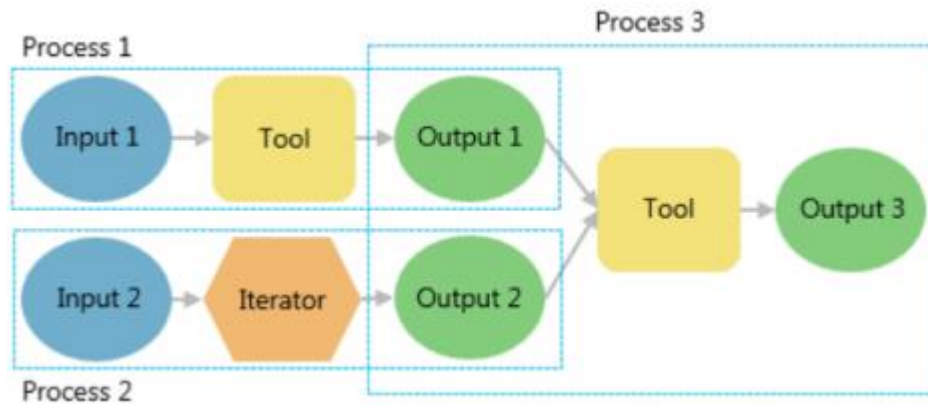 Process 3
Process 1
Input 1
Tool
Output 1
Tool
Output 3
Input 2
Iterator
Output 2
Process 2